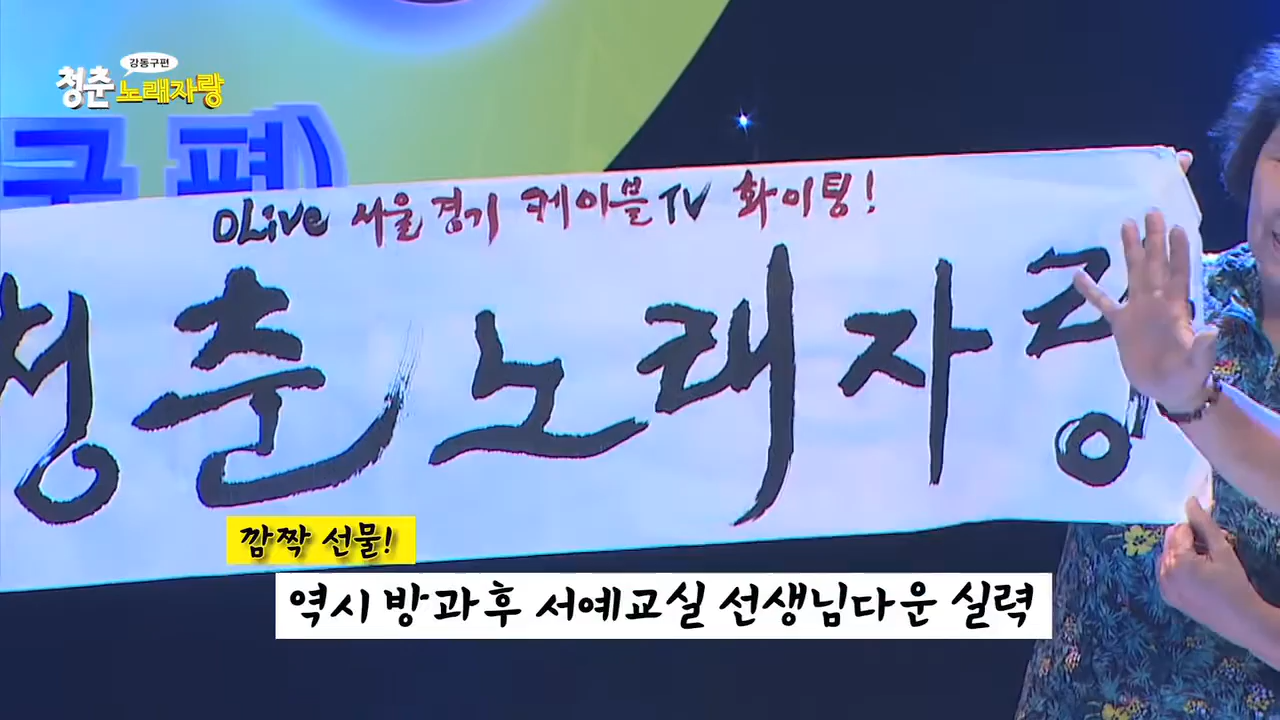 강동구편
청춘 노래자랑
구 편)
OLive 서울 경기 케이블 TV 화이팅!
청춘 노래자랑
깜짝 선물!
역시 방과후 서예교실 선생님다운 실력